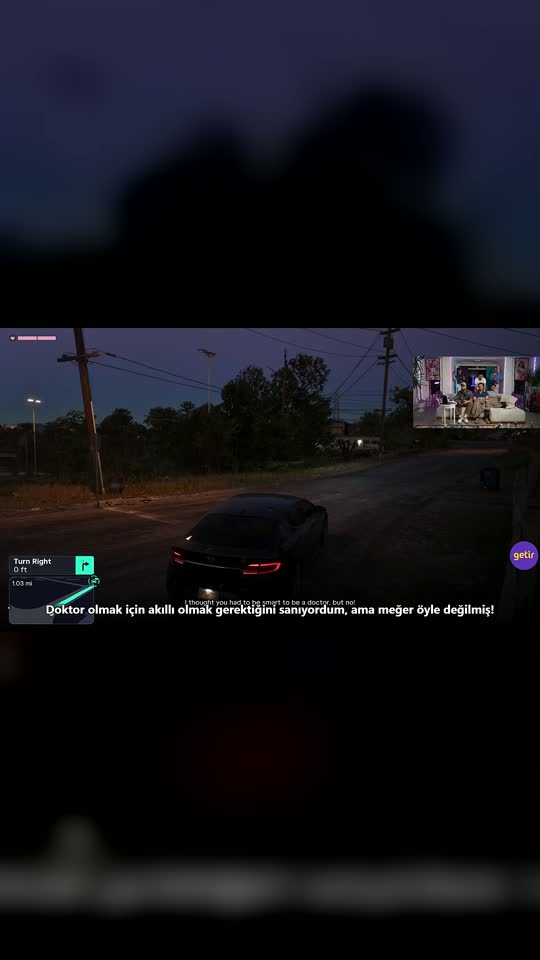 getir
Turn Right
0 ft
1.03 mi
I thought you had to be smart to be a doctor, but no!
Doktor olmak için akıllı olmak gerektiğini sanıyordum, ama meğer öyle değilmiş!